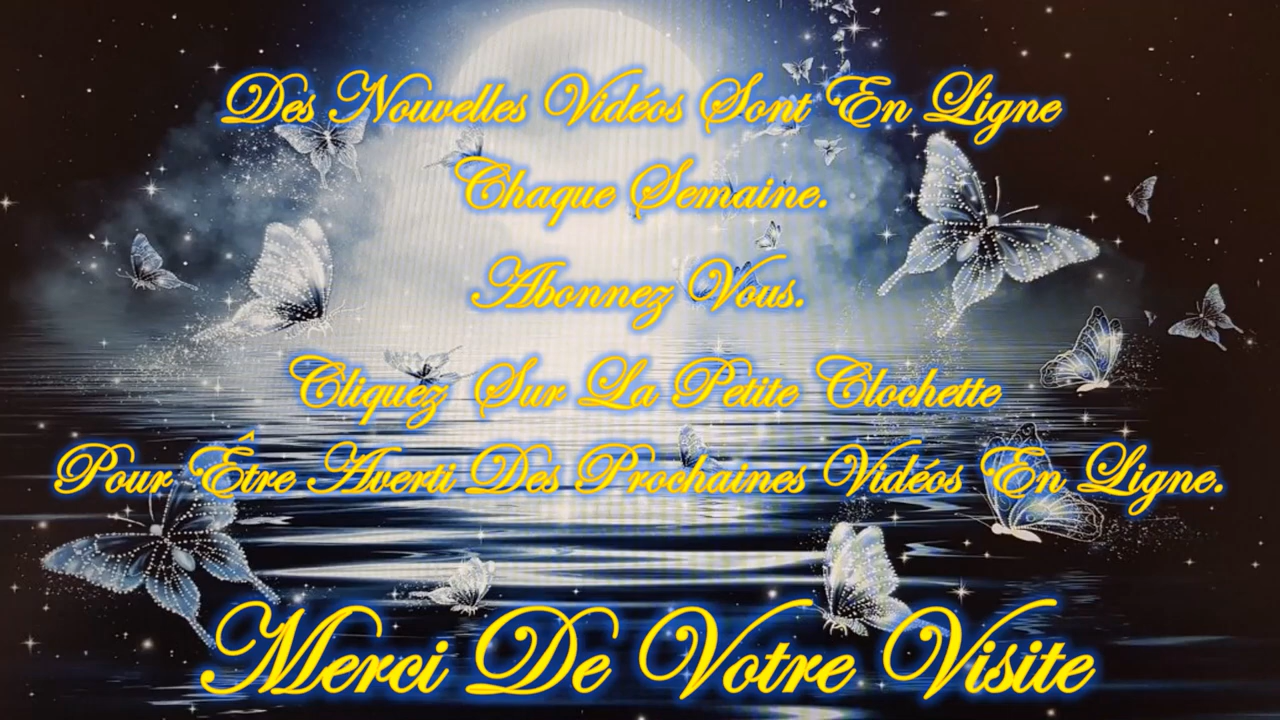 Des Nouvelles Vidéos Sont En Ligne
Chaque Semaine.
Abonnez Vous.
Cliquez Sur La Petite Clochette
Pour Être Averti Des Prochaines Vidéos En Ligne.
Merci De Votre Visite